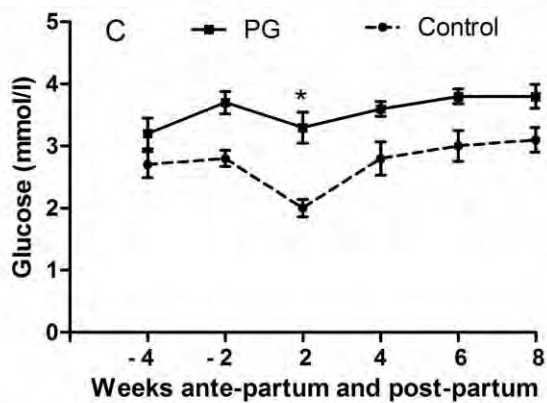 C PG Control
Glucose (mmol/l)
5
4
3
2
1
0
*
- 4 - 2 2 4 6 8
Weeks ante-partum and post-partum